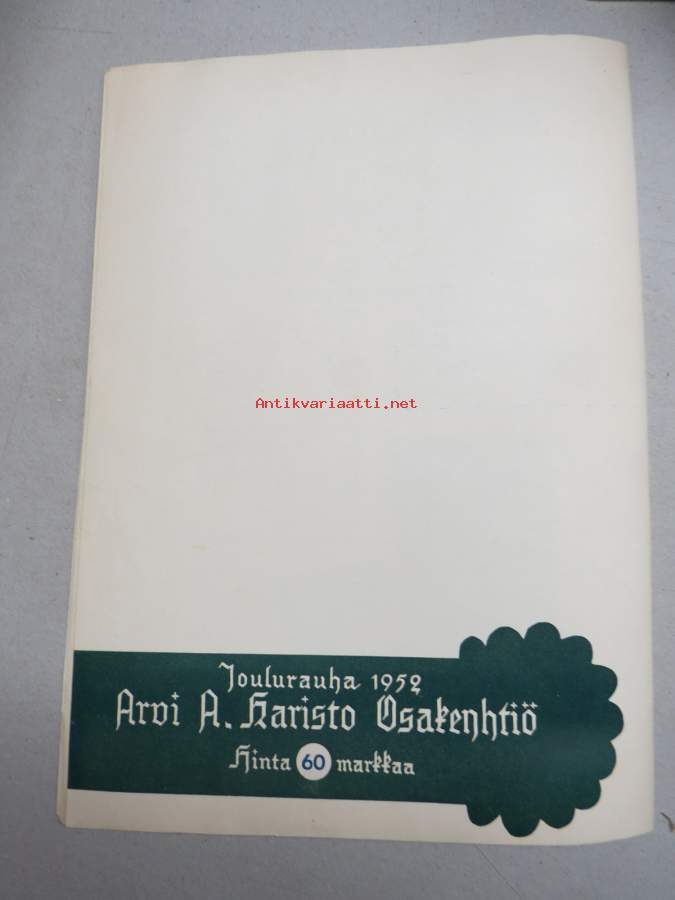 Antikvariaatti.net
Joulurauha 1952
Arvi A. Karisto Osakeyhtiö
Hinta 60 markkaa